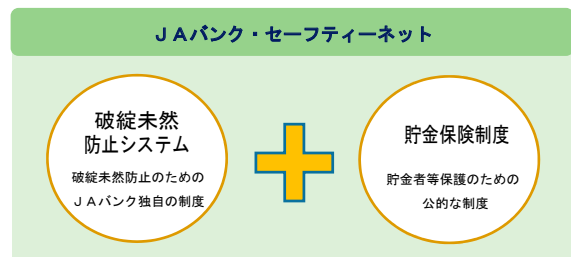 ＪＡバンク・セーフティーネット
破綻未然
防止システム
破綻未然防止のための
ＪＡバンク独自の制度
貯金保険制度
貯金者等保護のための
公的な制度